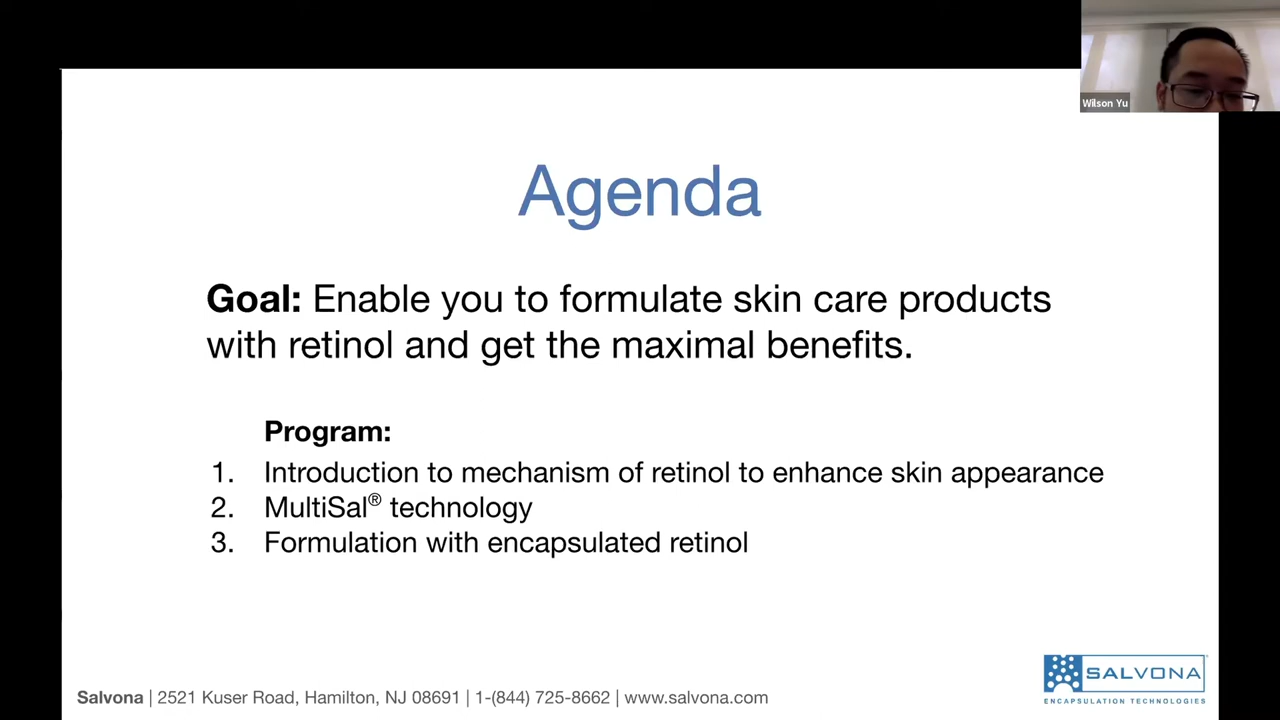 Wilson Yu
Agenda
Goal: Enable you to formulate skin care products
with retinol and get the maximal benefits.
Program:
1. Introduction to mechanism of retinol to enhance skin appearance
2. MultiSal® technology
3. Formulation with encapsulated retinol
SALVONA
ENCAPSULATION TECHNOLOGIES
Salvona | 2521 Kuser Road, Hamilton, NJ 08691 | 1-(844) 725-8662 | www.salvona.com